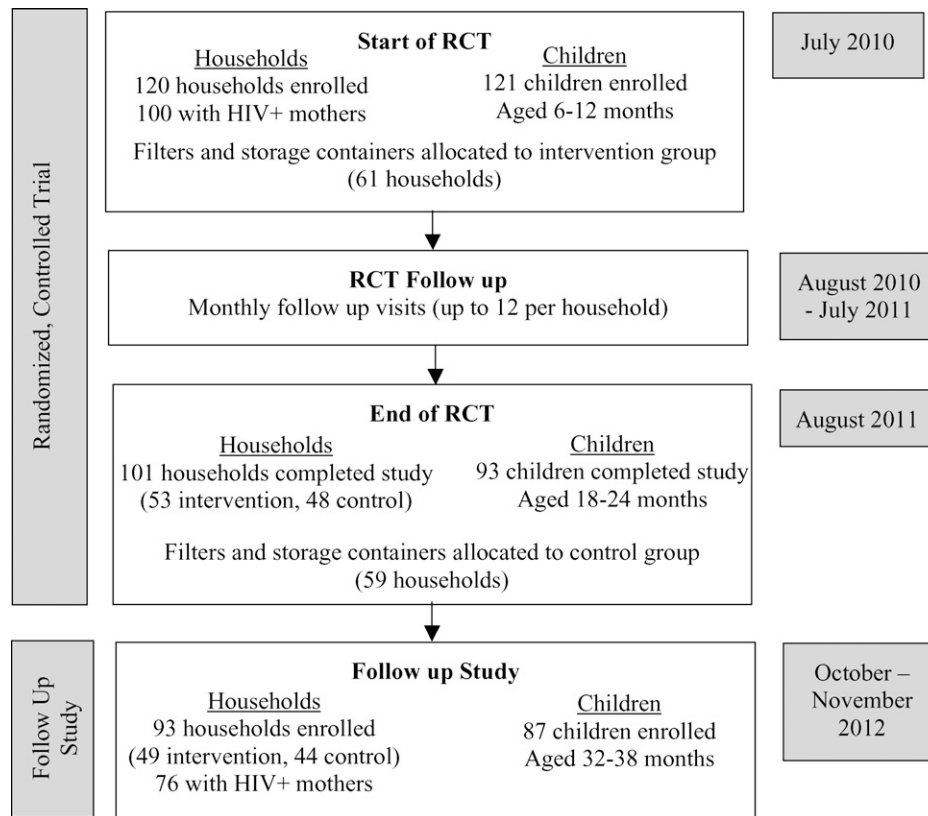 Randomized, Controlled Trial
Start of RCT
Households
120 households enrolled
100 with HIV+ mothers
Children
121 children enrolled
Aged 6-12 months
Filters and storage containers allocated to intervention group
(61 households)
July 2010
RCT Follow up
Monthly follow up visits (up to 12 per household)
August 2010
- July 2011
End of RCT
Households
101 households completed study
(53 intervention, 48 control)
Children
93 children completed study
Aged 18-24 months
Filters and storage containers allocated to control group
(59 households)
August 2011
Follow Up
Study
Follow up Study
Households
93 households enrolled
(49 intervention, 44 control)
76 with HIV+ mothers
Children
87 children enrolled
Aged 32-38 months
October –
November
2012